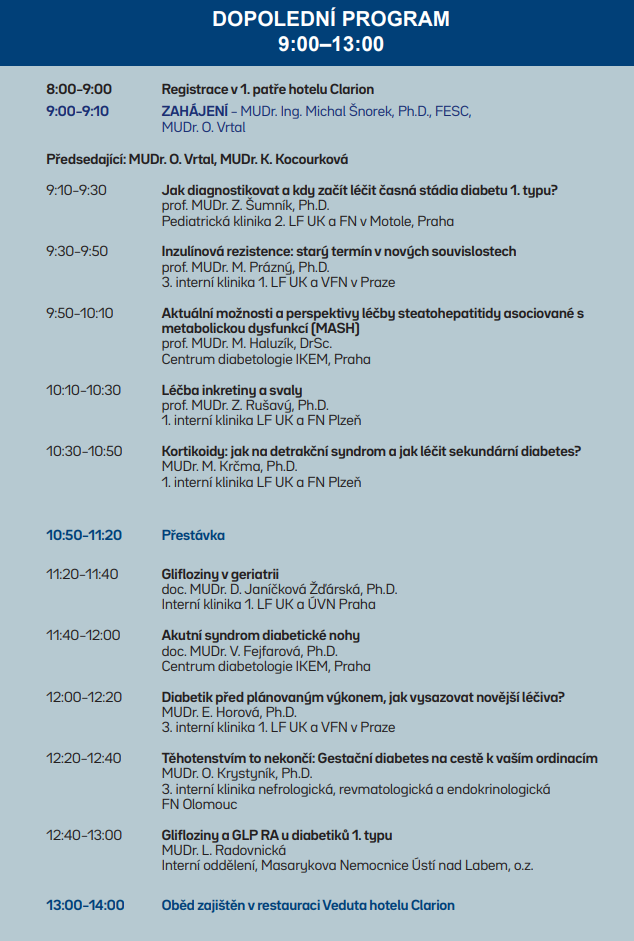 DOPOLEDNÍ PROGRAM
9:00–13:00
8:00-9:00 Registrace v 1. patře hotelu Clarion
9:00-9:10 ZAHÁJENÍ – MUDr. Ing. Michal Šnorek, Ph.D., FESC,
MUDr. O. Vrtal
Předsedající: MUDr. O. Vrtal, MUDr. K. Kocourková
9:10-9:30 Jak diagnostikovat a kdy začít léčit časná stádia diabetu 1. typu?
prof. MUDr. Z. Šumník, Ph.D.
Pediatrická klinika 2. LF UK a FN v Motole, Praha
9:30-9:50 Inzulínová rezistence: starý termín v nových souvislostech
prof. MUDr. M. Prázný, Ph.D.
3. interní klinika 1. LF UK a VFN v Praze
9:50-10:10 Aktuální možnosti a perspektivy léčby steatohepatitidy asociované s
metabolickou dysfunkcí (MASH)
prof. MUDr. M. Haluzík, DrSc.
Centrum diabetologie IKEM, Praha
10:10-10:30 Léčba inkretiny a svaly
prof. MUDr. Z. Rušavý, Ph.D.
1. interní klinika LF UK a FN Plzeň
10:30-10:50 Kortikoidy: jak na detrakční syndrom a jak léčit sekundární diabetes?
MUDr. M. Krčma, Ph.D.
1. interní klinika LF UK a FN Plzeň
10:50-11:20 Přestávka
11:20-11:40 Glifloziny v geriatrii
doc. MUDr. D. Janíčková Žďárská, Ph.D.
Interní klinika 1. LF UK a ÚVN Praha
11:40-12:00 Akutní syndrom diabetické nohy
doc. MUDr. V. Fejfarová, Ph.D.
Centrum diabetologie IKEM, Praha
12:00-12:20 Diabetik před plánovaným výkonem, jak vysazovat novější léčiva?
MUDr. E. Horová, Ph.D.
3. interní klinika 1. LF UK a VFN v Praze
12:20-12:40 Těhotenstvím to nekončí: Gestační diabetes na cestě k vaším ordinacím
MUDr. O. Krystyník, Ph.D.
3. interní klinika nefrologická, revmatologická a endokrinologická
FN Olomouc
12:40-13:00 Glifloziny a GLP RA u diabetiků 1. typu
MUDr. L. Radovnická
Interní oddělení, Masarykova Nemocnice Ústí nad Labem, o.z.
13:00-14:00 Oběd zajištěn v restauraci Veduta hotelu Clarion